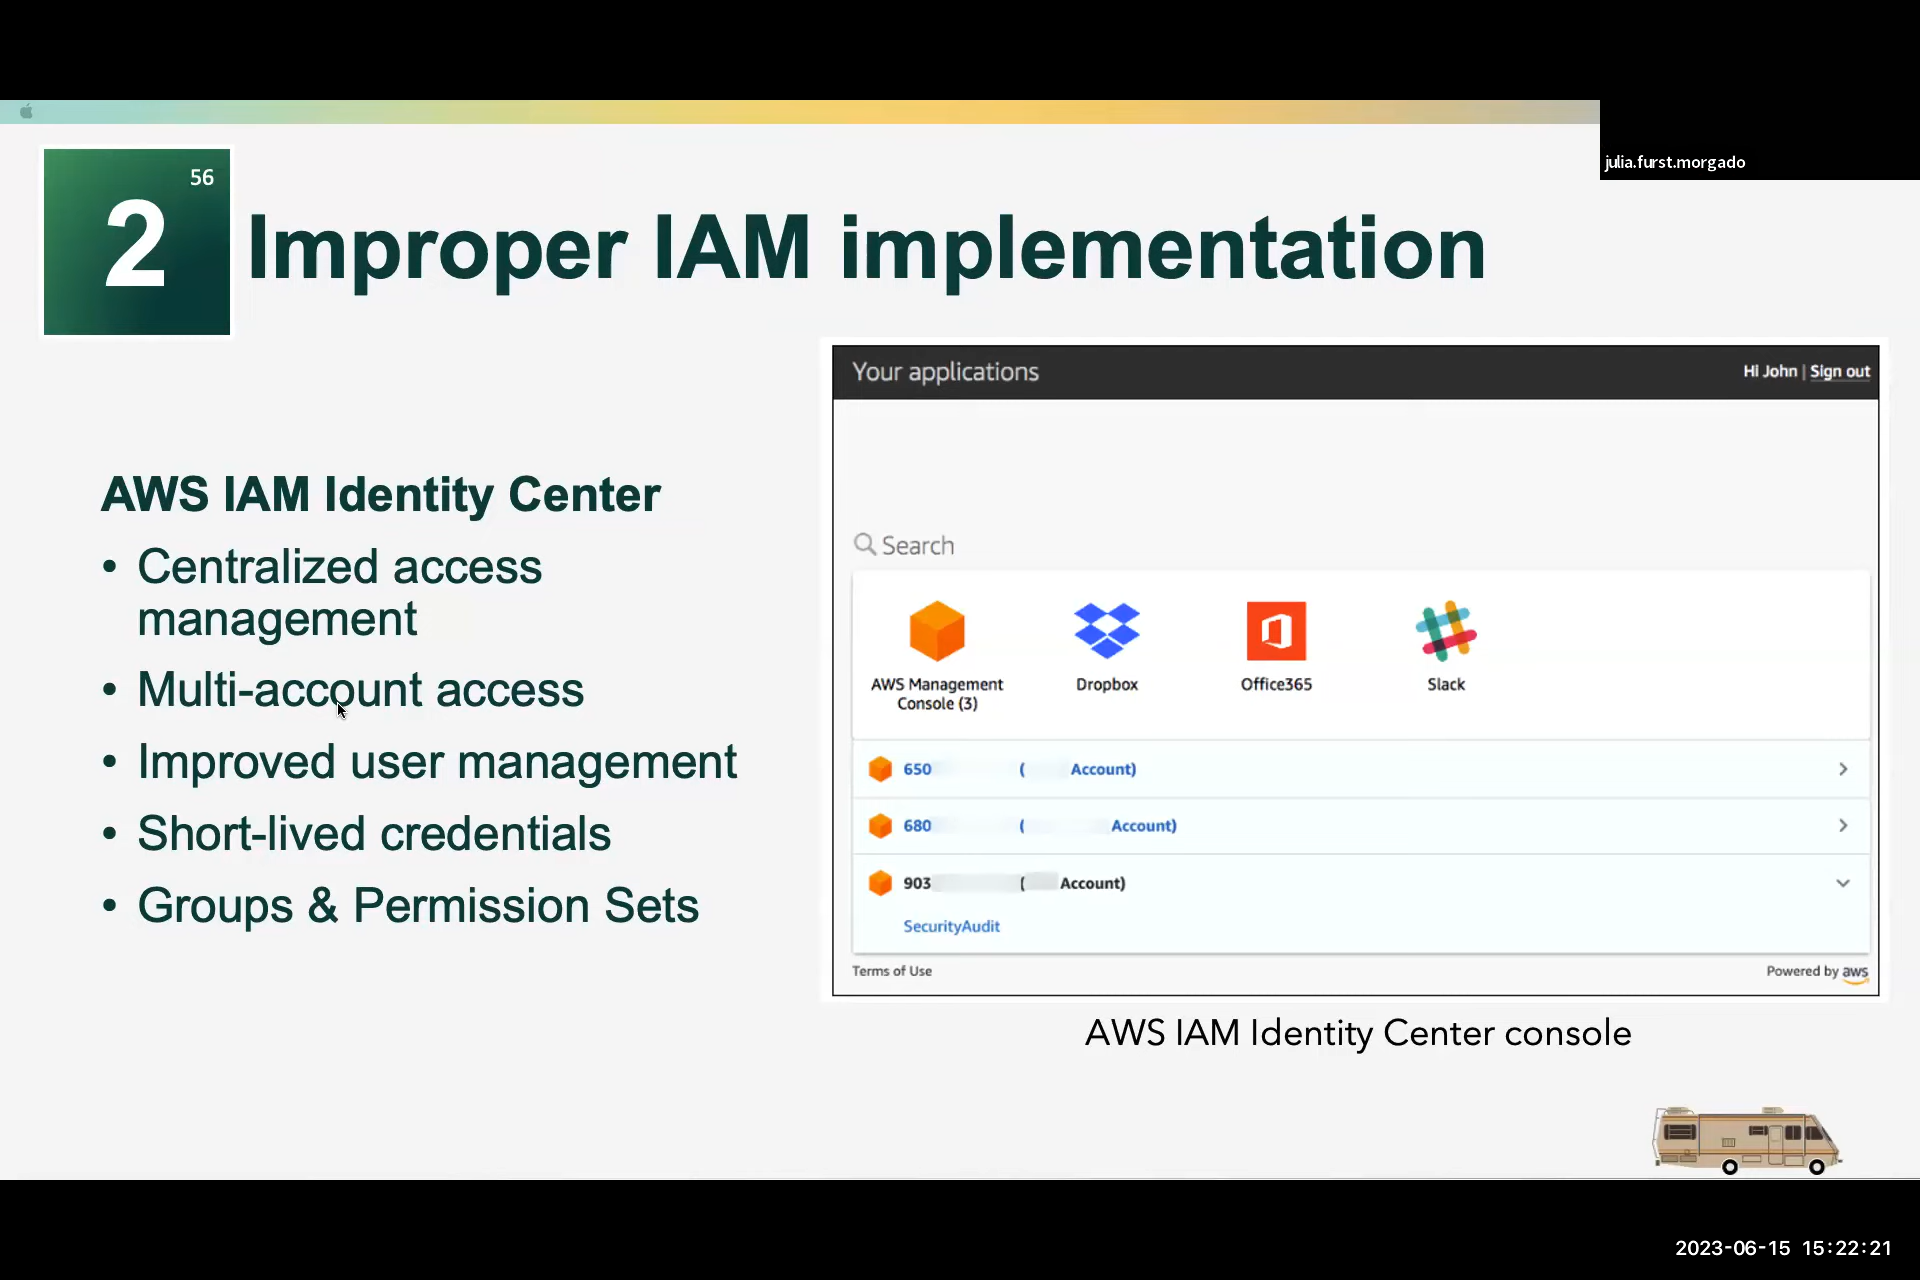 julia.furst.morgado
56
2
Improper IAM implementation
AWS IAM Identity Center
• Centralized access
management
• Multi-account access
• Improved user management
• Short-lived credentials
• Groups & Permission Sets
Your applications
Hi John | Sign out
Search
AWS Management
Console (3)
Dropbox
Office365
Slack
650 ( Account)
680 ( Account)
903 ( Account)
SecurityAudit
Terms of Use
Powered by aws
AWS IAM Identity Center console
2023-06-15 15:22:21